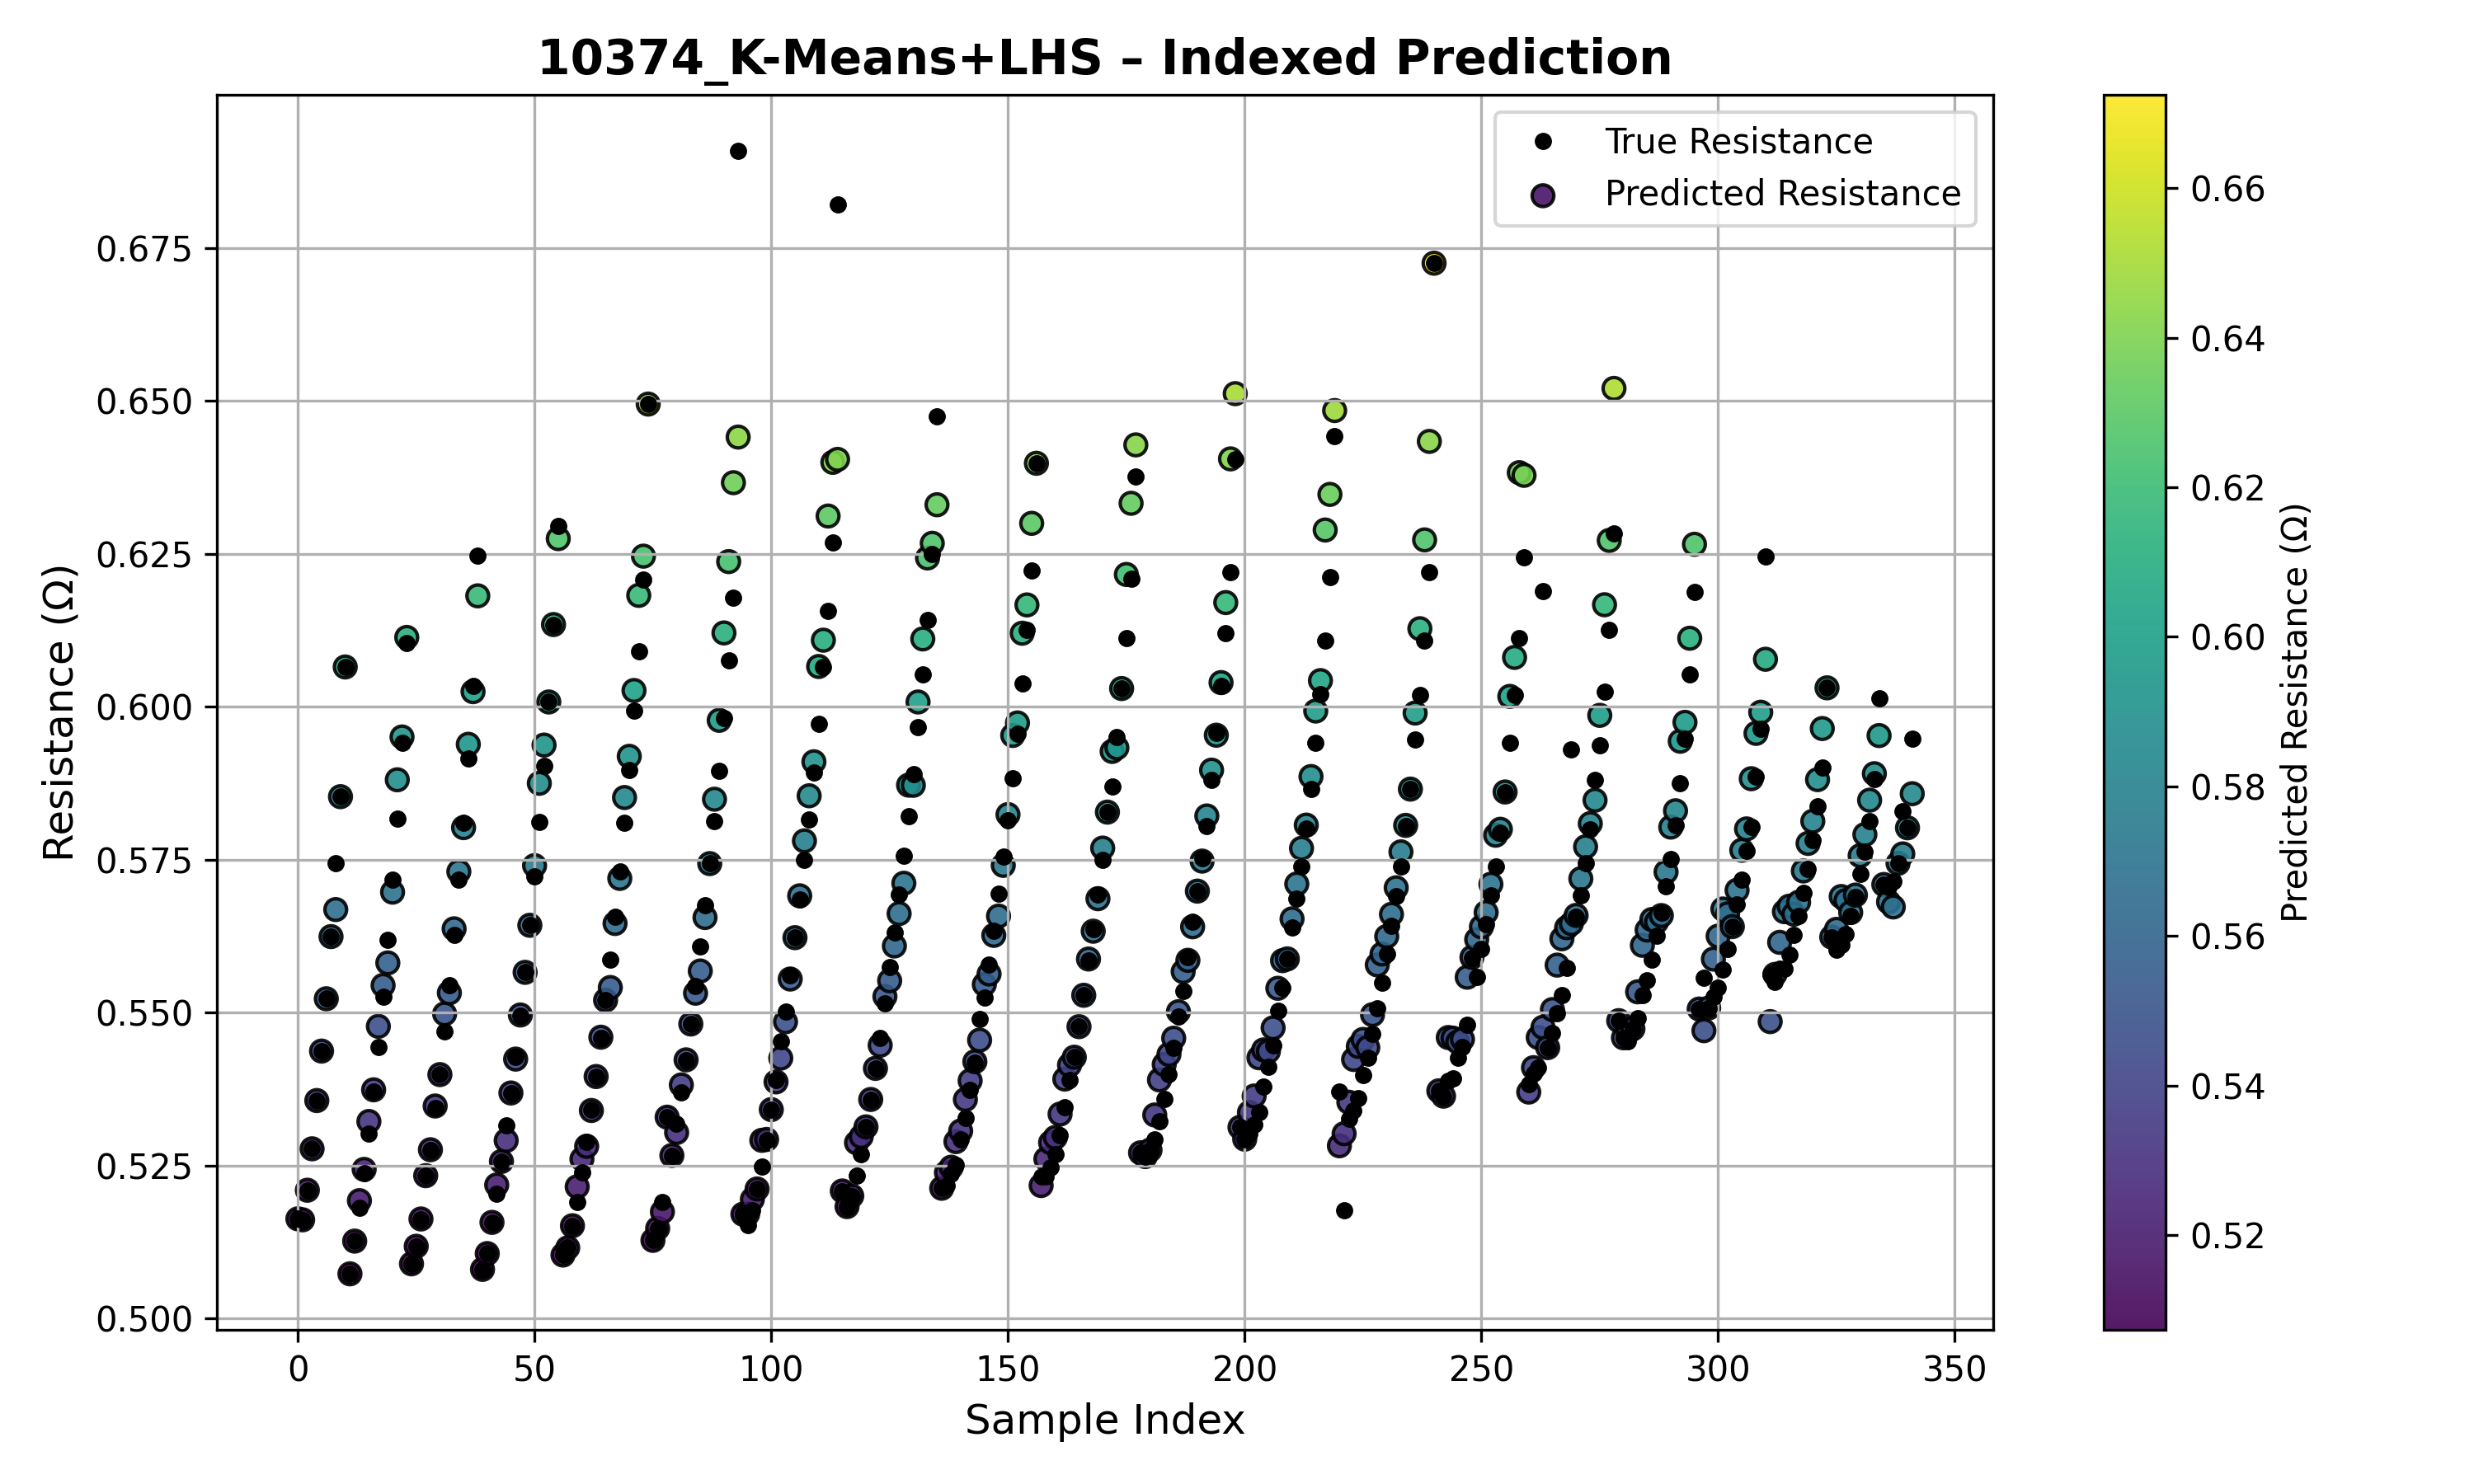 10374_K-Means+LHS – Indexed Prediction
True Resistance
Predicted Resistance
Resistance (Ω)
0.675
0.650
0.625
0.600
0.575
0.550
0.525
0.500
0 50 100 150 200 250 300 350
Sample Index
0.66
0.64
0.62
0.60
0.58
0.56
0.54
0.52
Predicted Resistance (Ω)